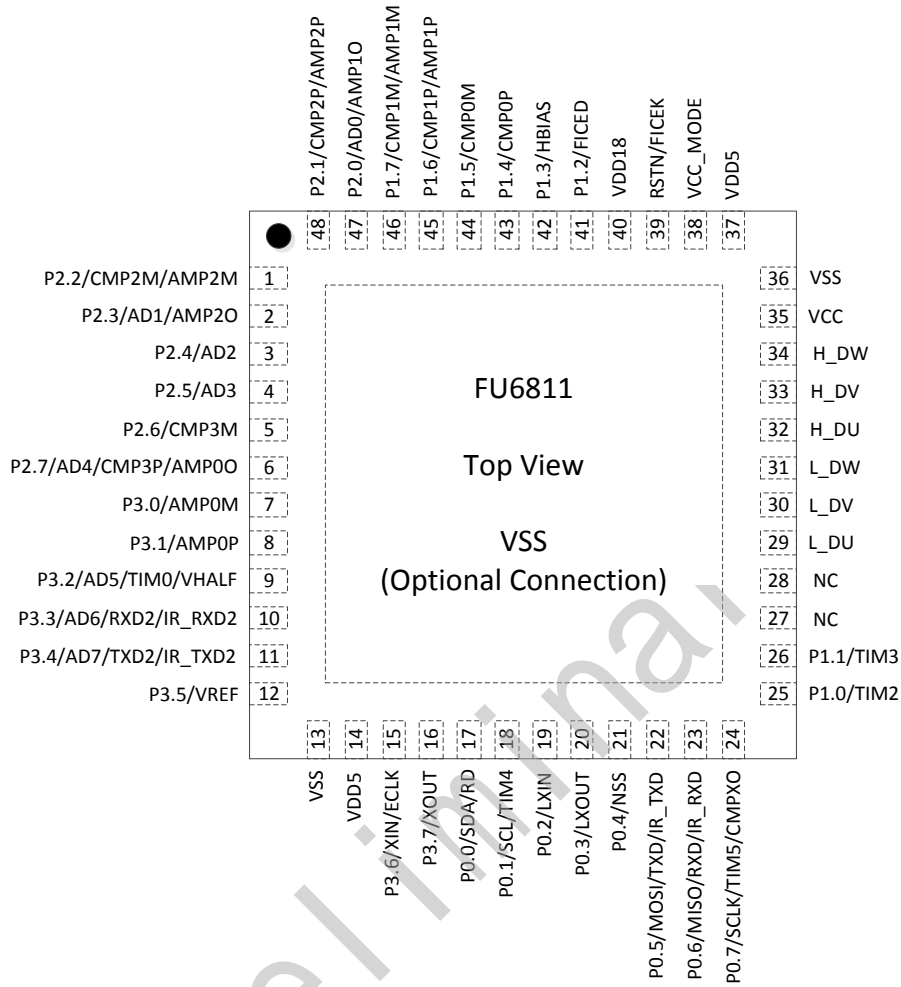 P2.1/CMP2P/AMP2P
P2.0/AD0/AMP1O
P1.7/CMP1M/AMP1M
P1.6/CMP1P/AMP1P
P1.5/CMP0M
P1.4/CMP0P
P1.3/HBIAS
P1.2/FICED
VDD18
RSTN/FICEK
VCC_MODE
VDD5
48
47
46
45
44
43
42
41
40
39
38
37
P2.2/CMP2M/AMP2M 1
P2.3/AD1/AMP2O 2
P2.4/AD2 3
P2.5/AD3 4
P2.6/CMP3M 5
P2.7/AD4/CMP3P/AMP0O 6
P3.0/AMP0M 7
P3.1/AMP0P 8
P3.2/AD5/TIM0/VHALF 9
P3.3/AD6/RXD2/IR_RXD2 10
P3.4/AD7/TXD2/IR_TXD2 11
P3.5/VREF 12
FU6811
Top View
VSS
(Optional Connection)
36 VSS
35 VCC
34 H_DW
33 H_DV
32 H_DU
31 L_DW
30 L_DV
29 L_DU
28 NC
27 NC
26 P1.1/TIM3
25 P1.0/TIM2
13
14
15
16
17
18
19
20
21
22
23
24
VSS
VDD5
P3.6/XIN/ECLK
P3.7/XOUT
P0.0/SDA/RD
P0.1/SCL/TIM4
P0.2/LXIN
P0.3/LXOUT
P0.4/NSS
P0.5/MOSI/TXD/IR_TXD
P0.6/MISO/RXD/IR_RXD
P0.7/SCLK/TIM5/CMPXO
eliminar